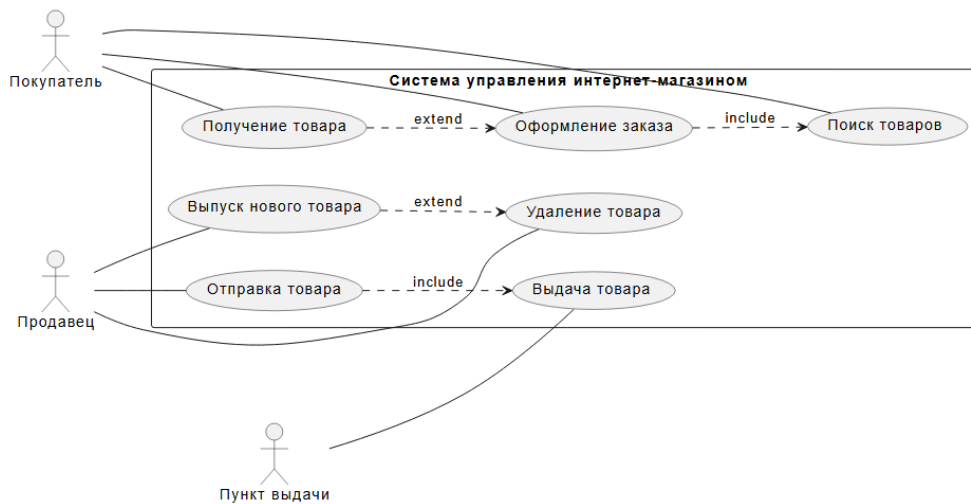 Покупатель
Система управления интернет-магазином
Получение товара
extend
Оформление заказа
include
Поиск товаров
Выпуск нового товара
extend
Удаление товара
Отправка товара
include
Выдача товара
Продавец
Пункт выдачи